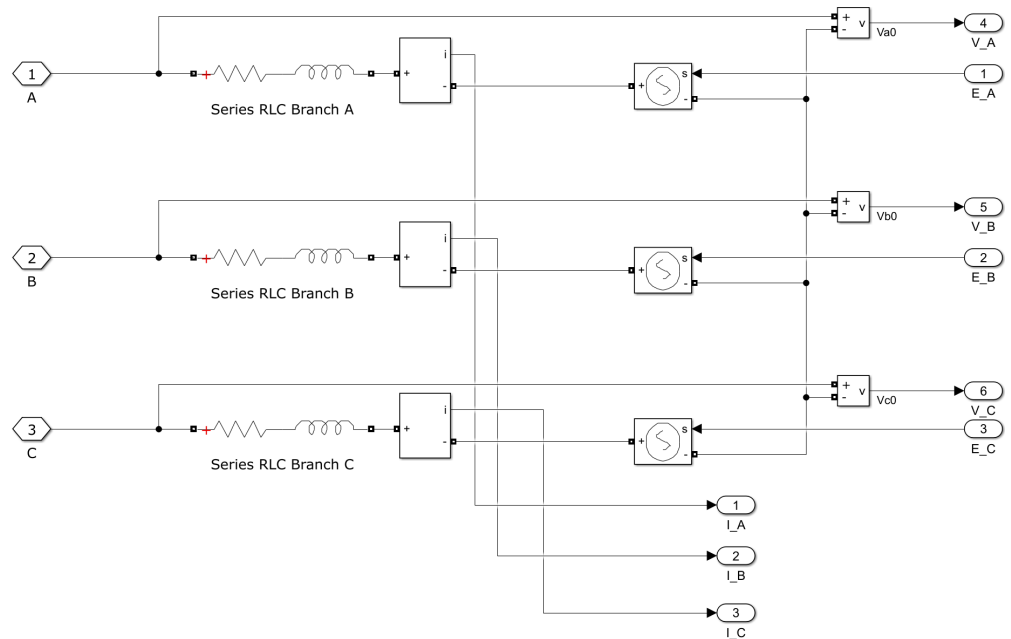 +
v
-
Va0
4
V_A
i
1
A
+
+
-
Series RLC Branch A
+
s
-
1
E_A
+
v
-
Vb0
5
V_B
i
2
B
+
+
-
Series RLC Branch B
+
s
-
2
E_B
+
v
-
Vc0
6
V_C
i
3
C
+
+
-
Series RLC Branch C
+
s
-
3
E_C
1
I_A
2
I_B
3
I_C